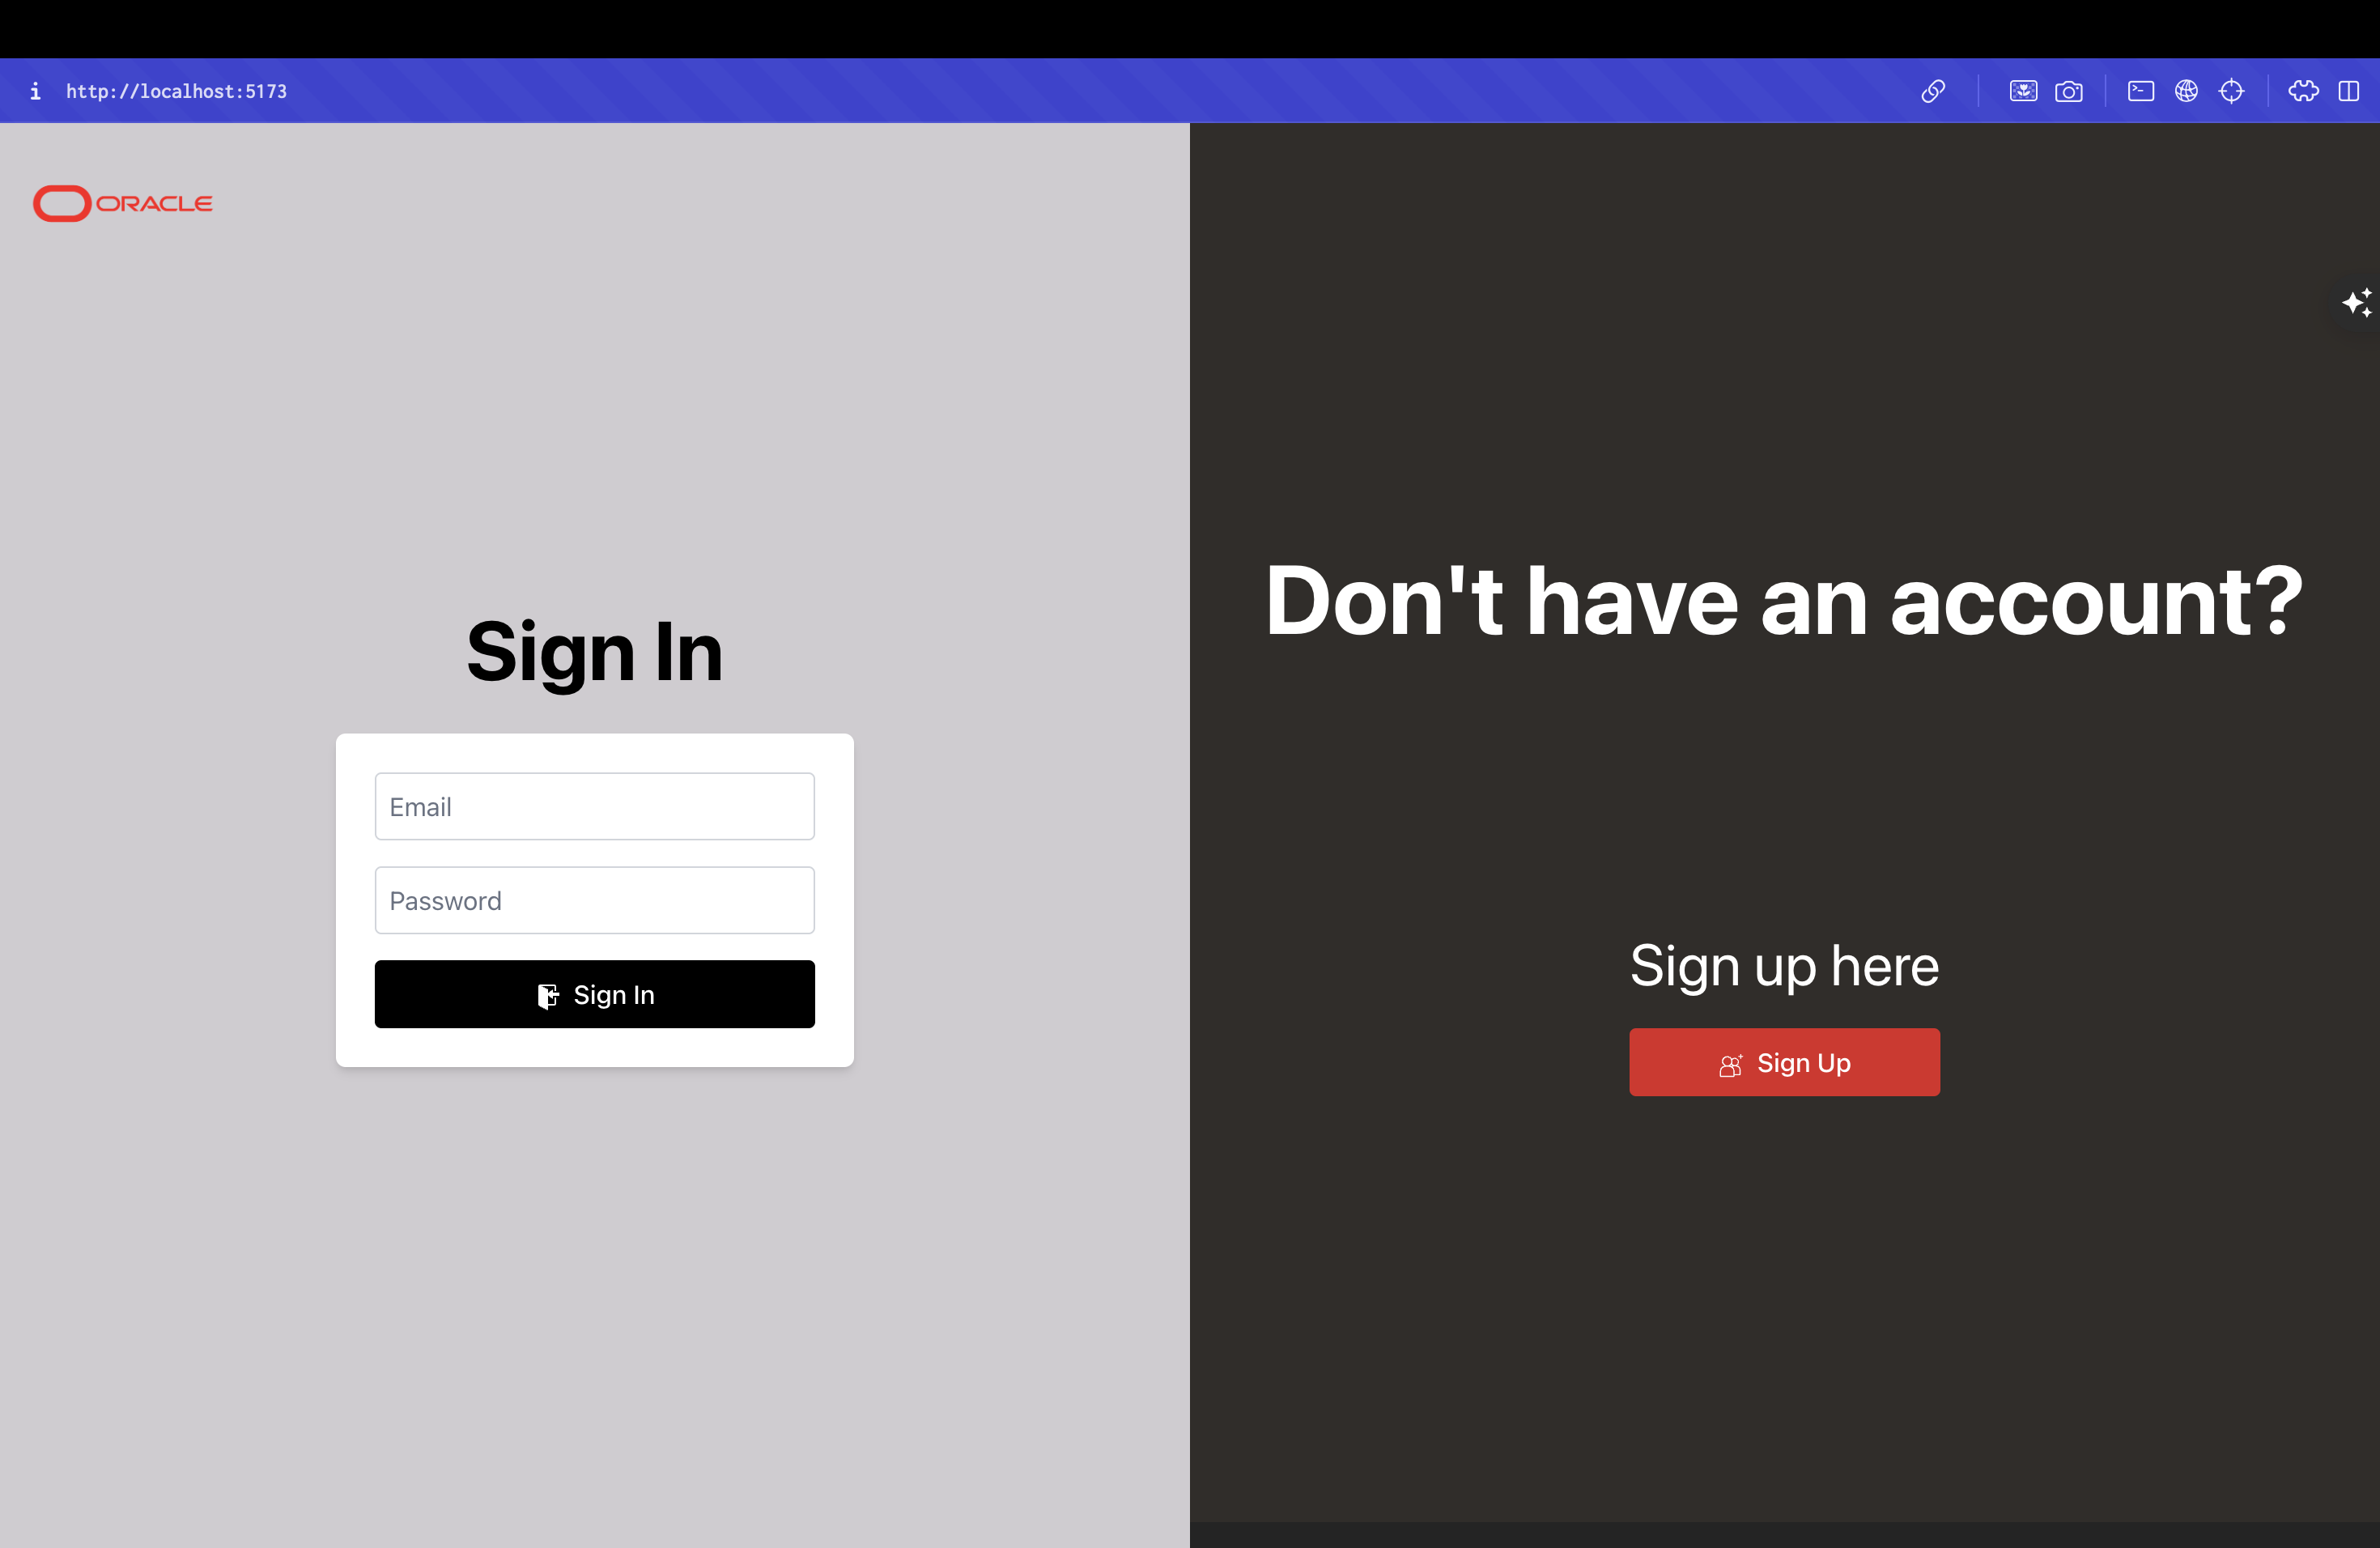 i http://localhost:5173
ORACLE
Sign In
Email
Password
Sign In
Don't have an account?
Sign up here
Sign Up